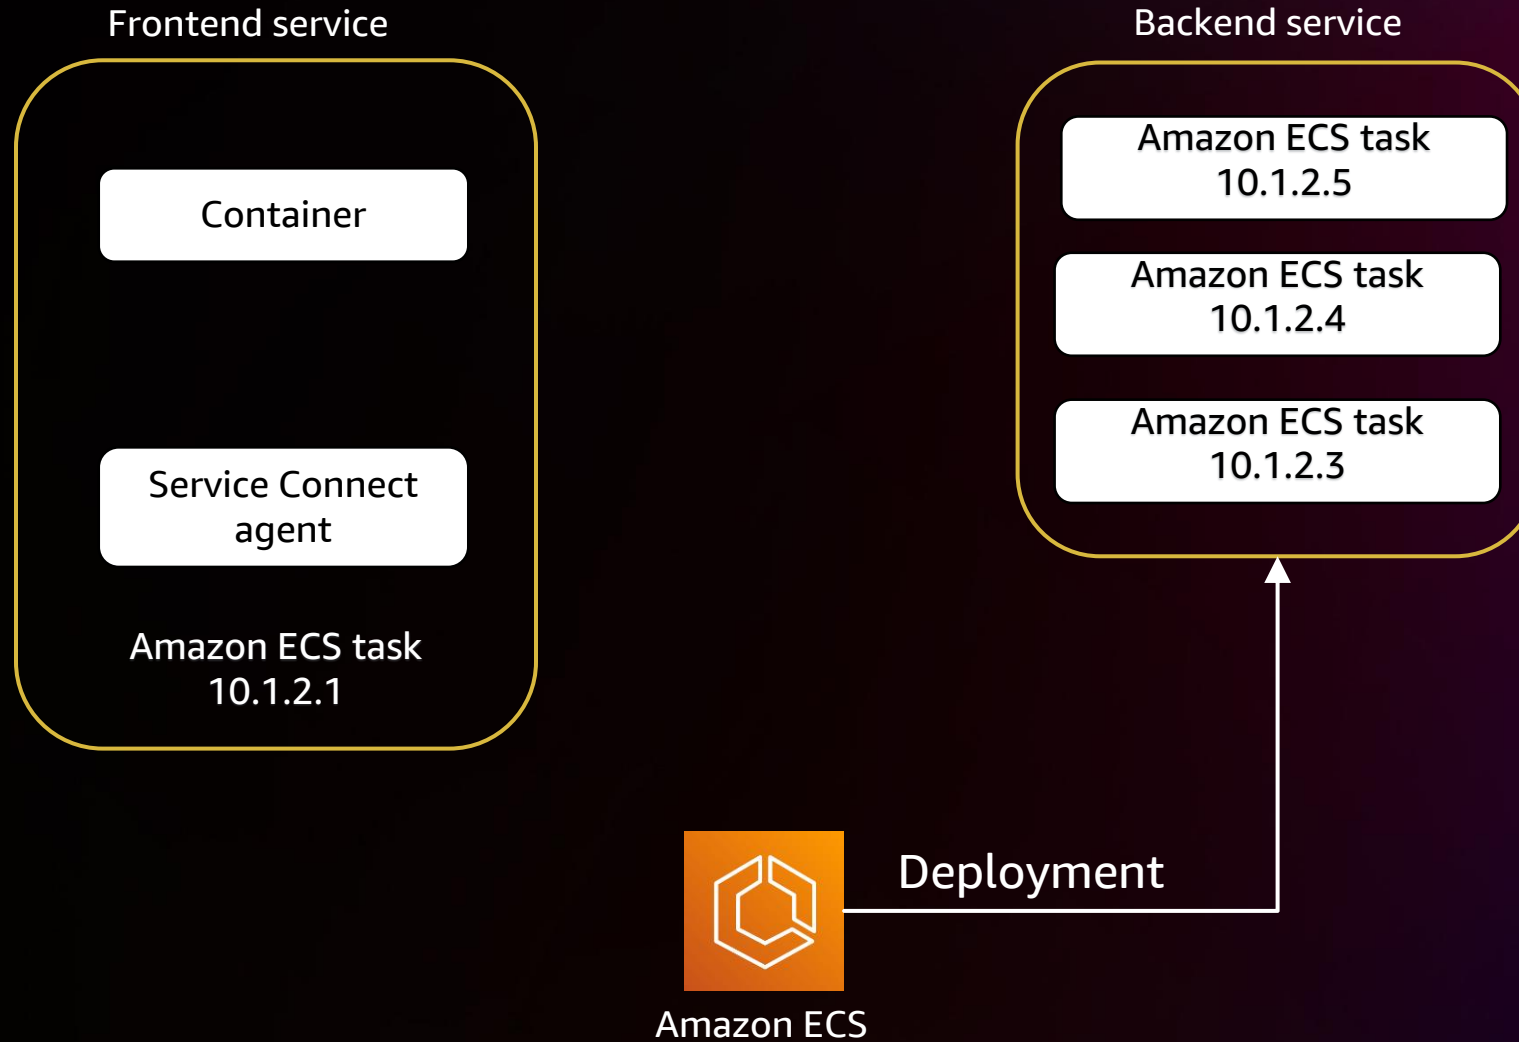 Frontend service
Container
Service Connect
agent
Amazon ECS task
10.1.2.1
Backend service
Amazon ECS task
10.1.2.5
Amazon ECS task
10.1.2.4
Amazon ECS task
10.1.2.3
Deployment
Amazon ECS